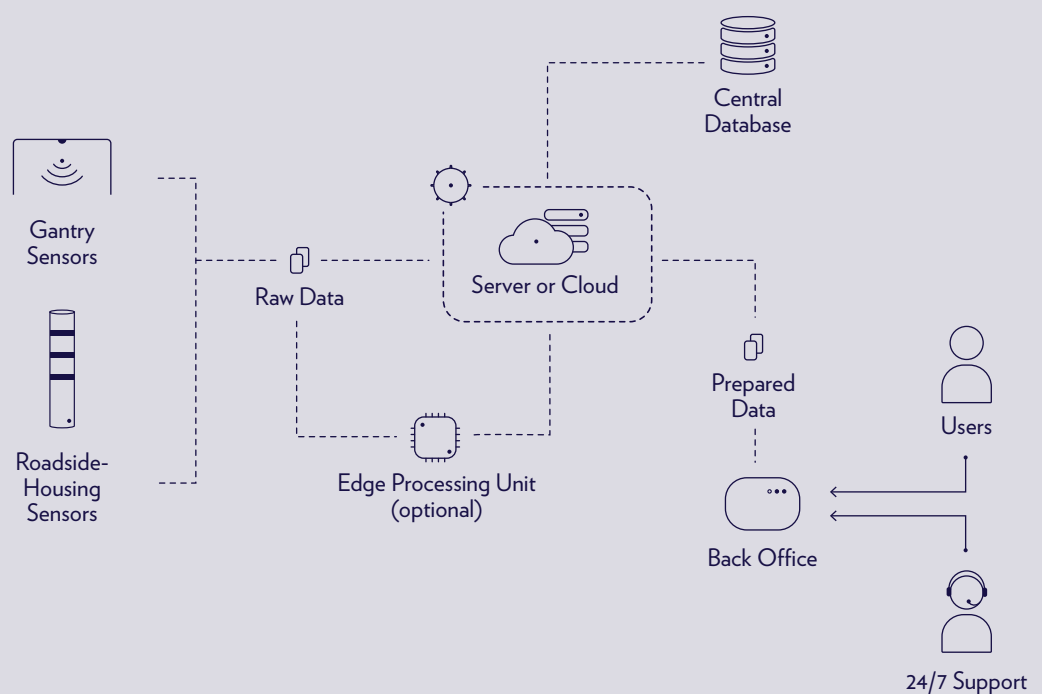 Central
Database
Gantry
Sensors
Raw Data
Server or Cloud
Prepared
Data
Users
Roadside-
Housing
Sensors
Edge Processing Unit
(optional)
Back Office
24/7 Support